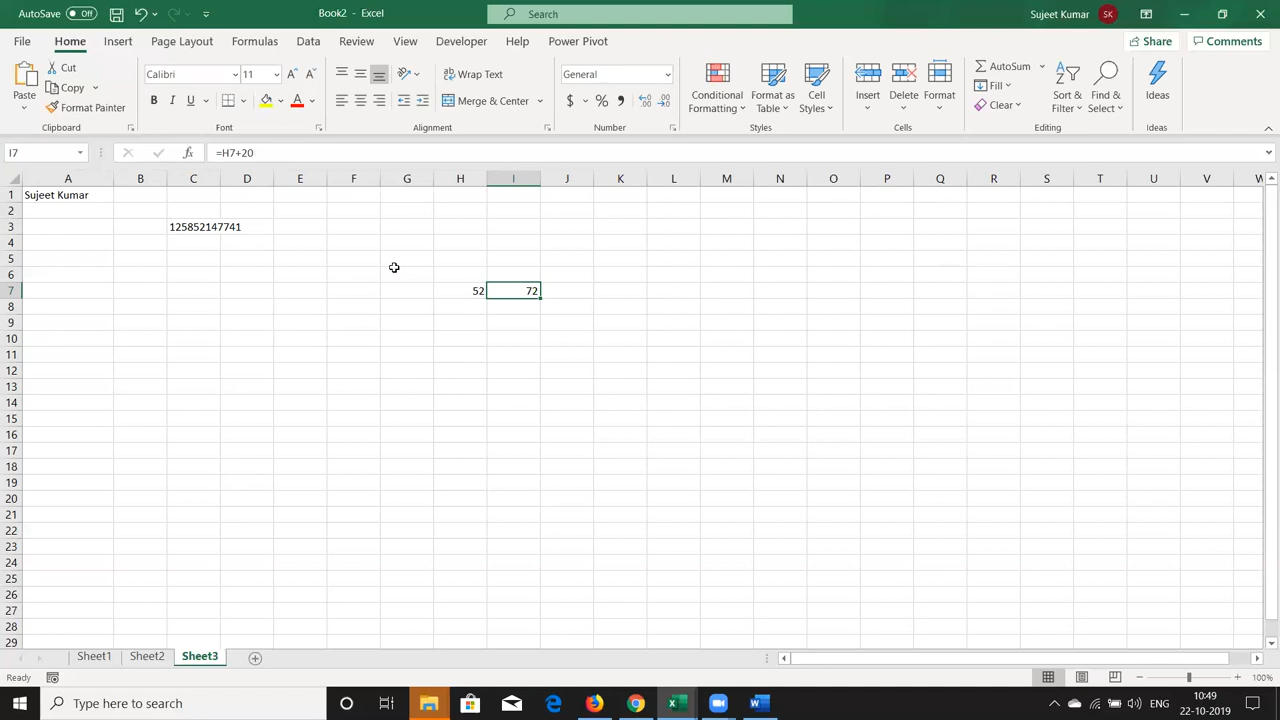 AutoSave Off Book2 - Excel Search Sujeet Kumar SK
File Home Insert Page Layout Formulas Data Review View Developer Help Power Pivot Share Comments
Paste Cut Copy Format Painter Clipboard
Calibri 11 A A B I U A Font
ab Wrap Text Merge & Center Alignment
General $ % , Number
Conditional Formatting Format as Table Cell Styles Styles
Insert Delete Format Cells
AutoSum Fill Clear Sort & Filter Find & Select Editing
Ideas Ideas
I7 fx =H7+20
A B C D E F G H I J K L M N O P Q R S T U V W
1 Sujeet Kumar
2
3 125852147741
4
5
6
7 52 72
8
9
10
11
12
13
14
15
16
17
18
19
20
21
22
23
24
25
26
27
28
29
Sheet1 Sheet2 Sheet3
Ready 100%
Type here to search ENG 10:49
22-10-2019